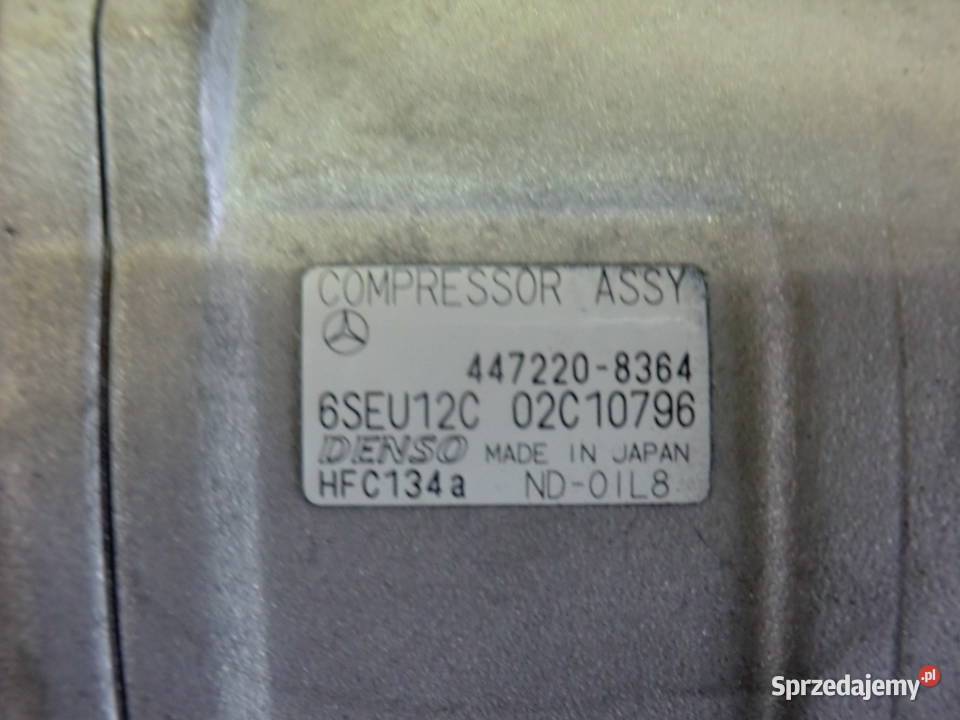 COMPRESSOR ASSY
447220-8364
6SEU12C 02C10796
DENSO MADE IN JAPAN
HFC134a ND-OIL8
Sprzedajemy.pl